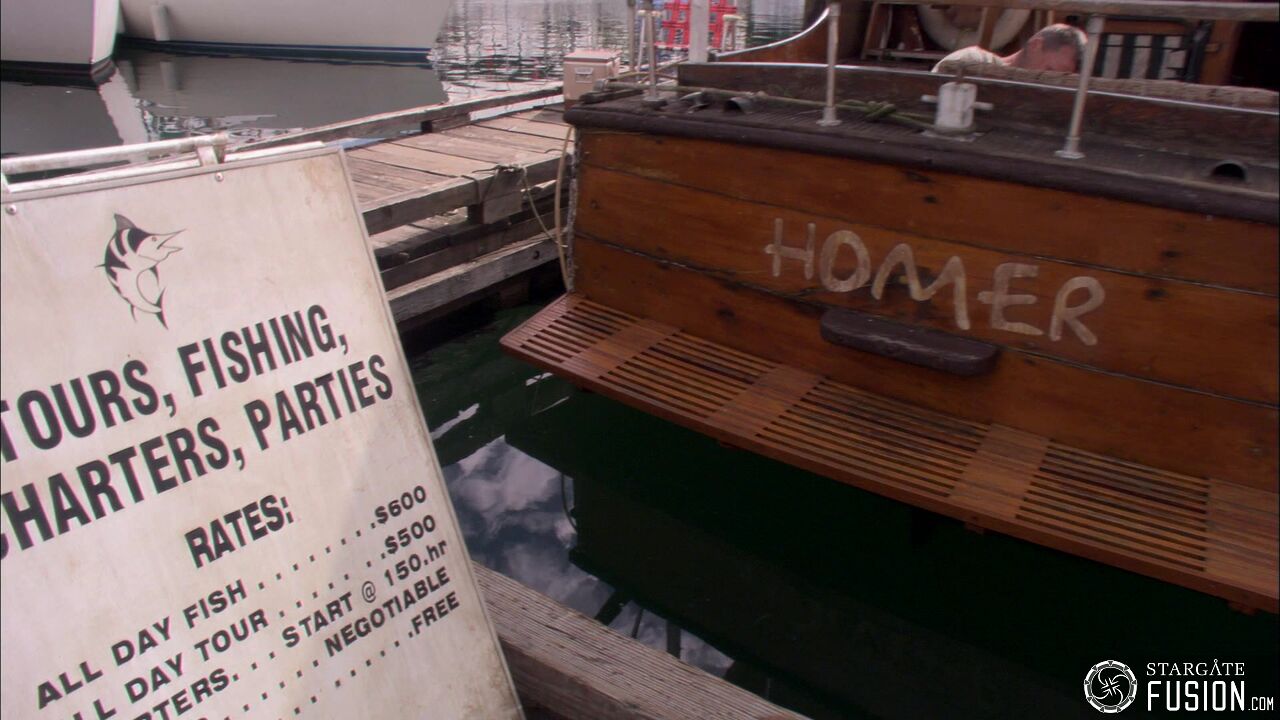 TOURS, FISHING,
CHARTERS, PARTIES
RATES:
ALL DAY FISH . . . . . . . . .$600
ALL DAY TOUR . . . . . . . .$500
. . . START @ 150.hr
. . . . . NEGOTIABLE
. . . . . . .FREE
HOMER
STARGATE
FUSION.COM